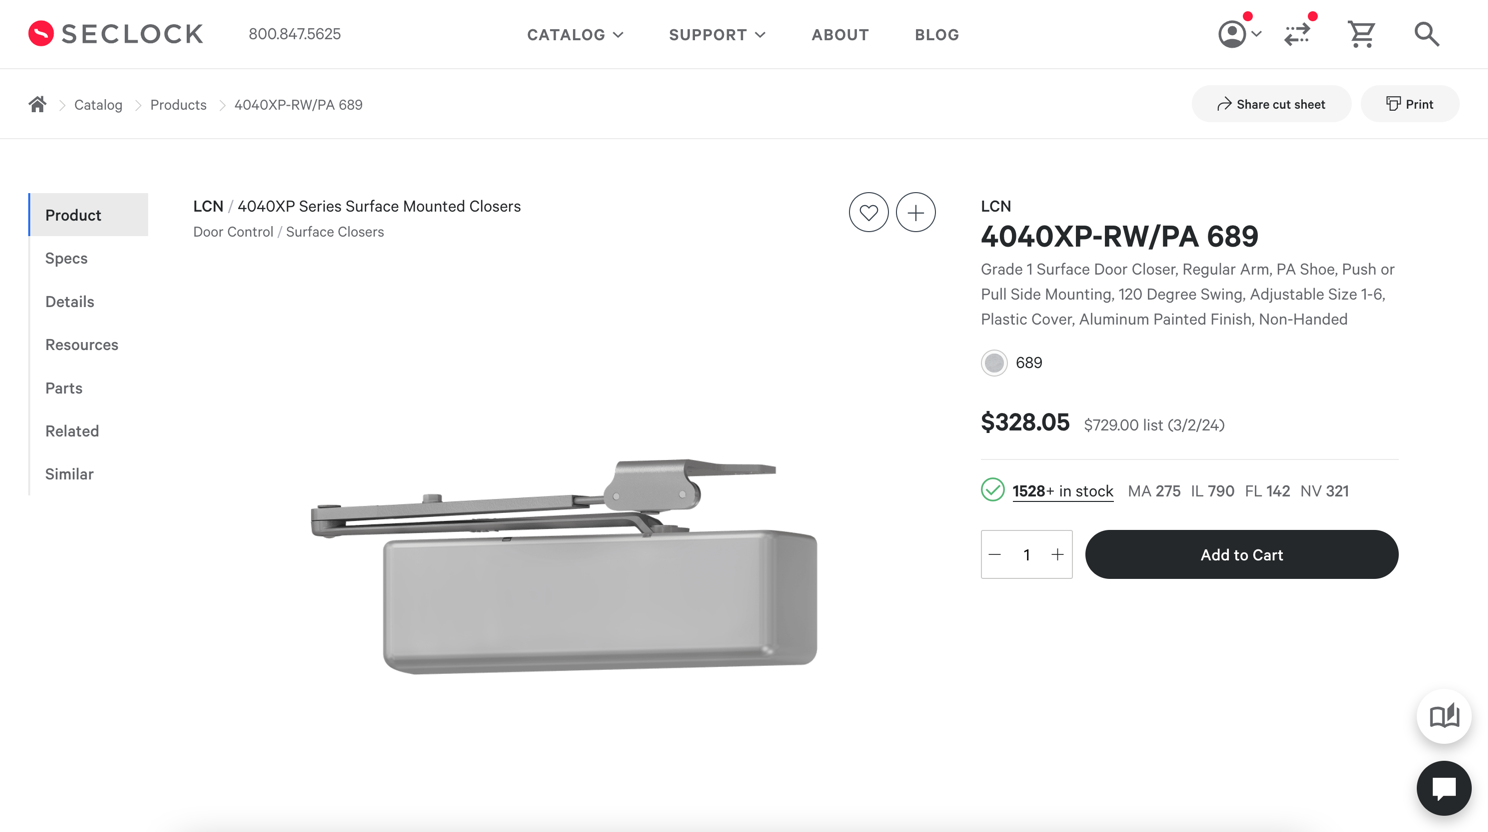 SECLOCK
800.847.5625
CATALOG
SUPPORT
ABOUT
BLOG
Catalog
Products
4040XP-RW/PA 689
Share cut sheet
Print
Product
Specs
Details
Resources
Parts
Related
Similar
LCN / 4040XP Series Surface Mounted Closers
Door Control / Surface Closers
LCN
4040XP-RW/PA 689
Grade 1 Surface Door Closer, Regular Arm, PA Shoe, Push or
Pull Side Mounting, 120 Degree Swing, Adjustable Size 1-6,
Plastic Cover, Aluminum Painted Finish, Non-Handed
689
$328.05 $729.00 list (3/2/24)
1528+ in stock MA 275 IL 790 FL 142 NV 321
− 1 +
Add to Cart